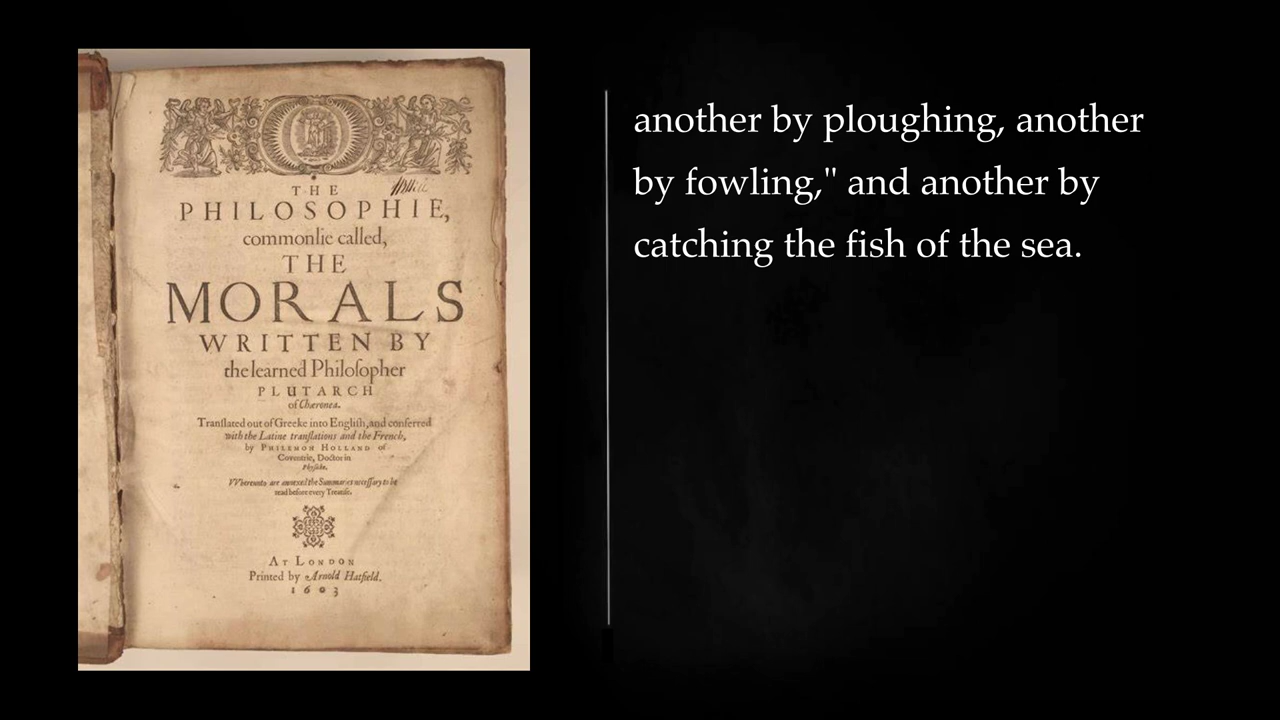 THE
PHILOSOPHIE,
commonlie called,
THE
MORALS
WRITTEN BY
the learned Philoſopher
PLUTARCH
of Chæronea.
Tranſlated out of Greeke into Engliſh, and conferred
with the Latine tranſlations and the French,
by PHILEMON HOLLAND of
Coventrie, Doctor in
Phyſicke.
VVhereunto are annexed the Summaries neceſſary to be
read before every Treatiſe.
AT LONDON
Printed by Arnold Hatfield.
1603
another by ploughing, another
by fowling," and another by
catching the fish of the sea.